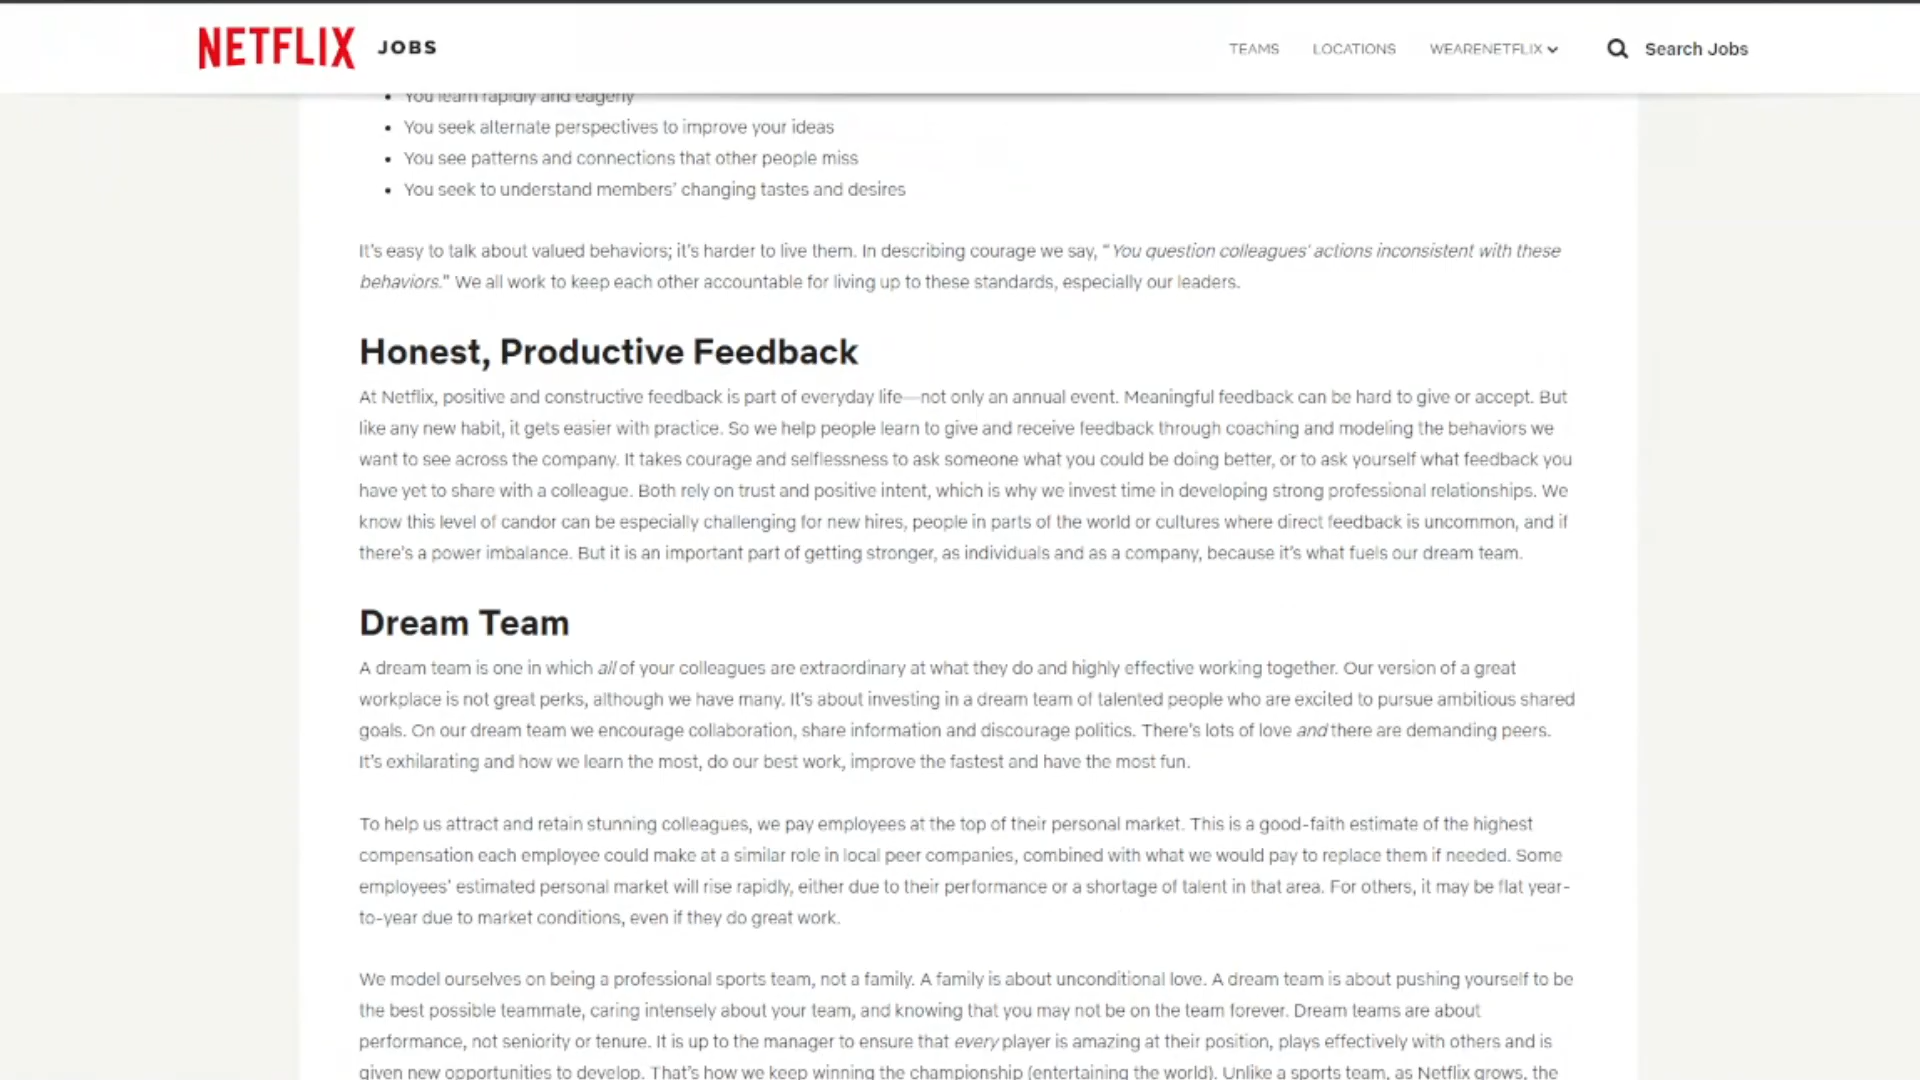 NETFLIX JOBS TEAMS LOCATIONS WEARENETFLIX Search Jobs
• You learn rapidly and eagerly
• You seek alternate perspectives to improve your ideas
• You see patterns and connections that other people miss
• You seek to understand members’ changing tastes and desires
It’s easy to talk about valued behaviors; it’s harder to live them. In describing courage we say, “You question colleagues’ actions inconsistent with these
behaviors.” We all work to keep each other accountable for living up to these standards, especially our leaders.
Honest, Productive Feedback
At Netflix, positive and constructive feedback is part of everyday life—not only an annual event. Meaningful feedback can be hard to give or accept. But
like any new habit, it gets easier with practice. So we help people learn to give and receive feedback through coaching and modeling the behaviors we
want to see across the company. It takes courage and selflessness to ask someone what you could be doing better, or to ask yourself what feedback you
have yet to share with a colleague. Both rely on trust and positive intent, which is why we invest time in developing strong professional relationships. We
know this level of candor can be especially challenging for new hires, people in parts of the world or cultures where direct feedback is uncommon, and if
there’s a power imbalance. But it is an important part of getting stronger, as individuals and as a company, because it’s what fuels our dream team.
Dream Team
A dream team is one in which all of your colleagues are extraordinary at what they do and highly effective working together. Our version of a great
workplace is not great perks, although we have many. It’s about investing in a dream team of talented people who are excited to pursue ambitious shared
goals. On our dream team we encourage collaboration, share information and discourage politics. There’s lots of love and there are demanding peers.
It’s exhilarating and how we learn the most, do our best work, improve the fastest and have the most fun.
To help us attract and retain stunning colleagues, we pay employees at the top of their personal market. This is a good-faith estimate of the highest
compensation each employee could make at a similar role in local peer companies, combined with what we would pay to replace them if needed. Some
employees’ estimated personal market will rise rapidly, either due to their performance or a shortage of talent in that area. For others, it may be flat year-
to-year due to market conditions, even if they do great work.
We model ourselves on being a professional sports team, not a family. A family is about unconditional love. A dream team is about pushing yourself to be
the best possible teammate, caring intensely about your team, and knowing that you may not be on the team forever. Dream teams are about
performance, not seniority or tenure. It is up to the manager to ensure that every player is amazing at their position, plays effectively with others and is
given new opportunities to develop. That’s how we keep winning the championship (entertaining the world). Unlike a sports team, as Netflix grows, the